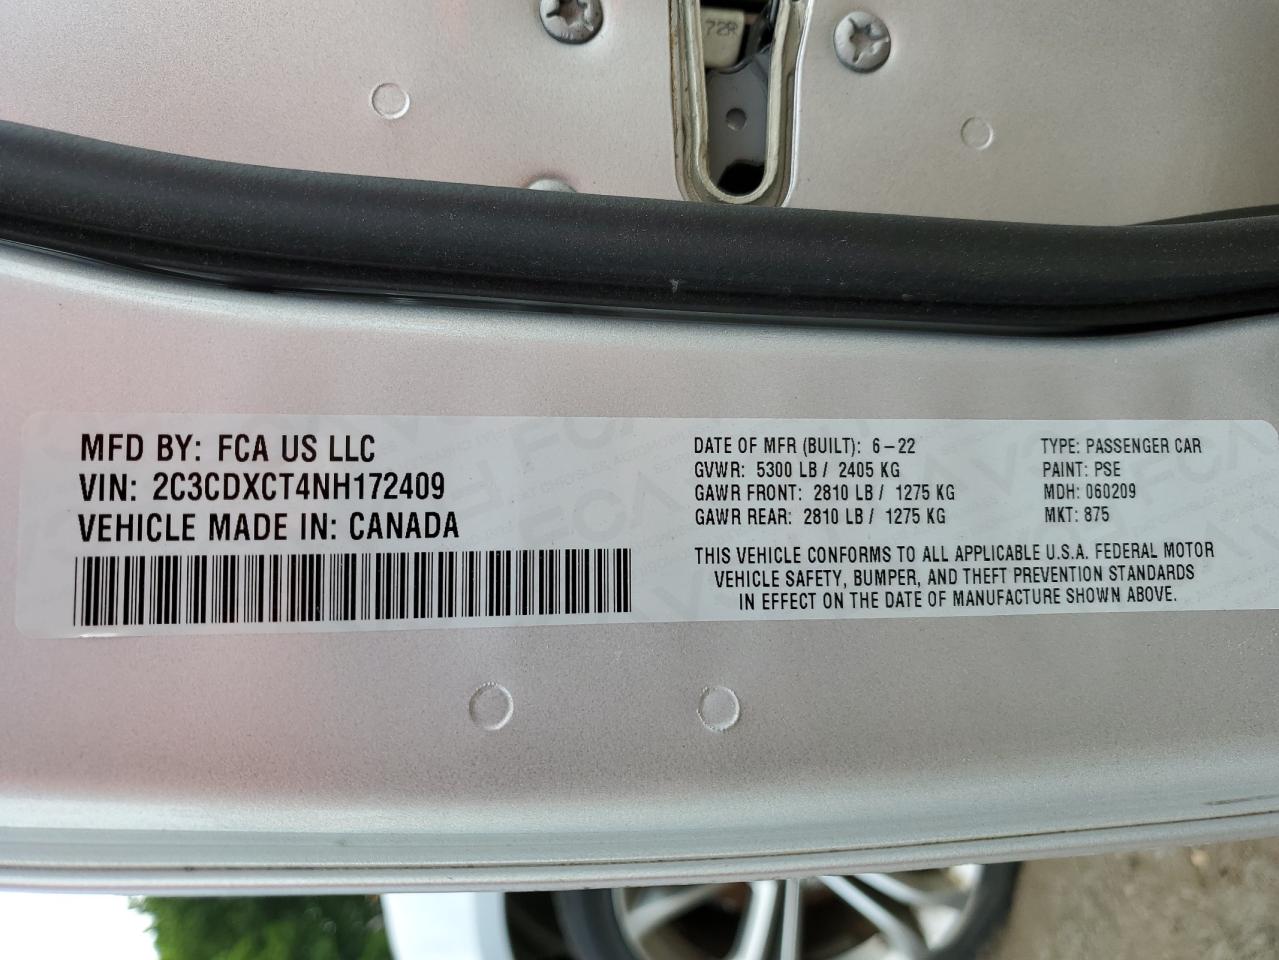 72R
MFD BY: FCA US LLC
VIN: 2C3CDXCT4NH172409
VEHICLE MADE IN: CANADA
DATE OF MFR (BUILT): 6-22
GVWR: 5300 LB / 2405 KG
GAWR FRONT: 2810 LB / 1275 KG
GAWR REAR: 2810 LB / 1275 KG
TYPE: PASSENGER CAR
PAINT: PSE
MDH: 060209
MKT: 875
THIS VEHICLE CONFORMS TO ALL APPLICABLE U.S.A. FEDERAL MOTOR
VEHICLE SAFETY, BUMPER, AND THEFT PREVENTION STANDARDS
IN EFFECT ON THE DATE OF MANUFACTURE SHOWN ABOVE.